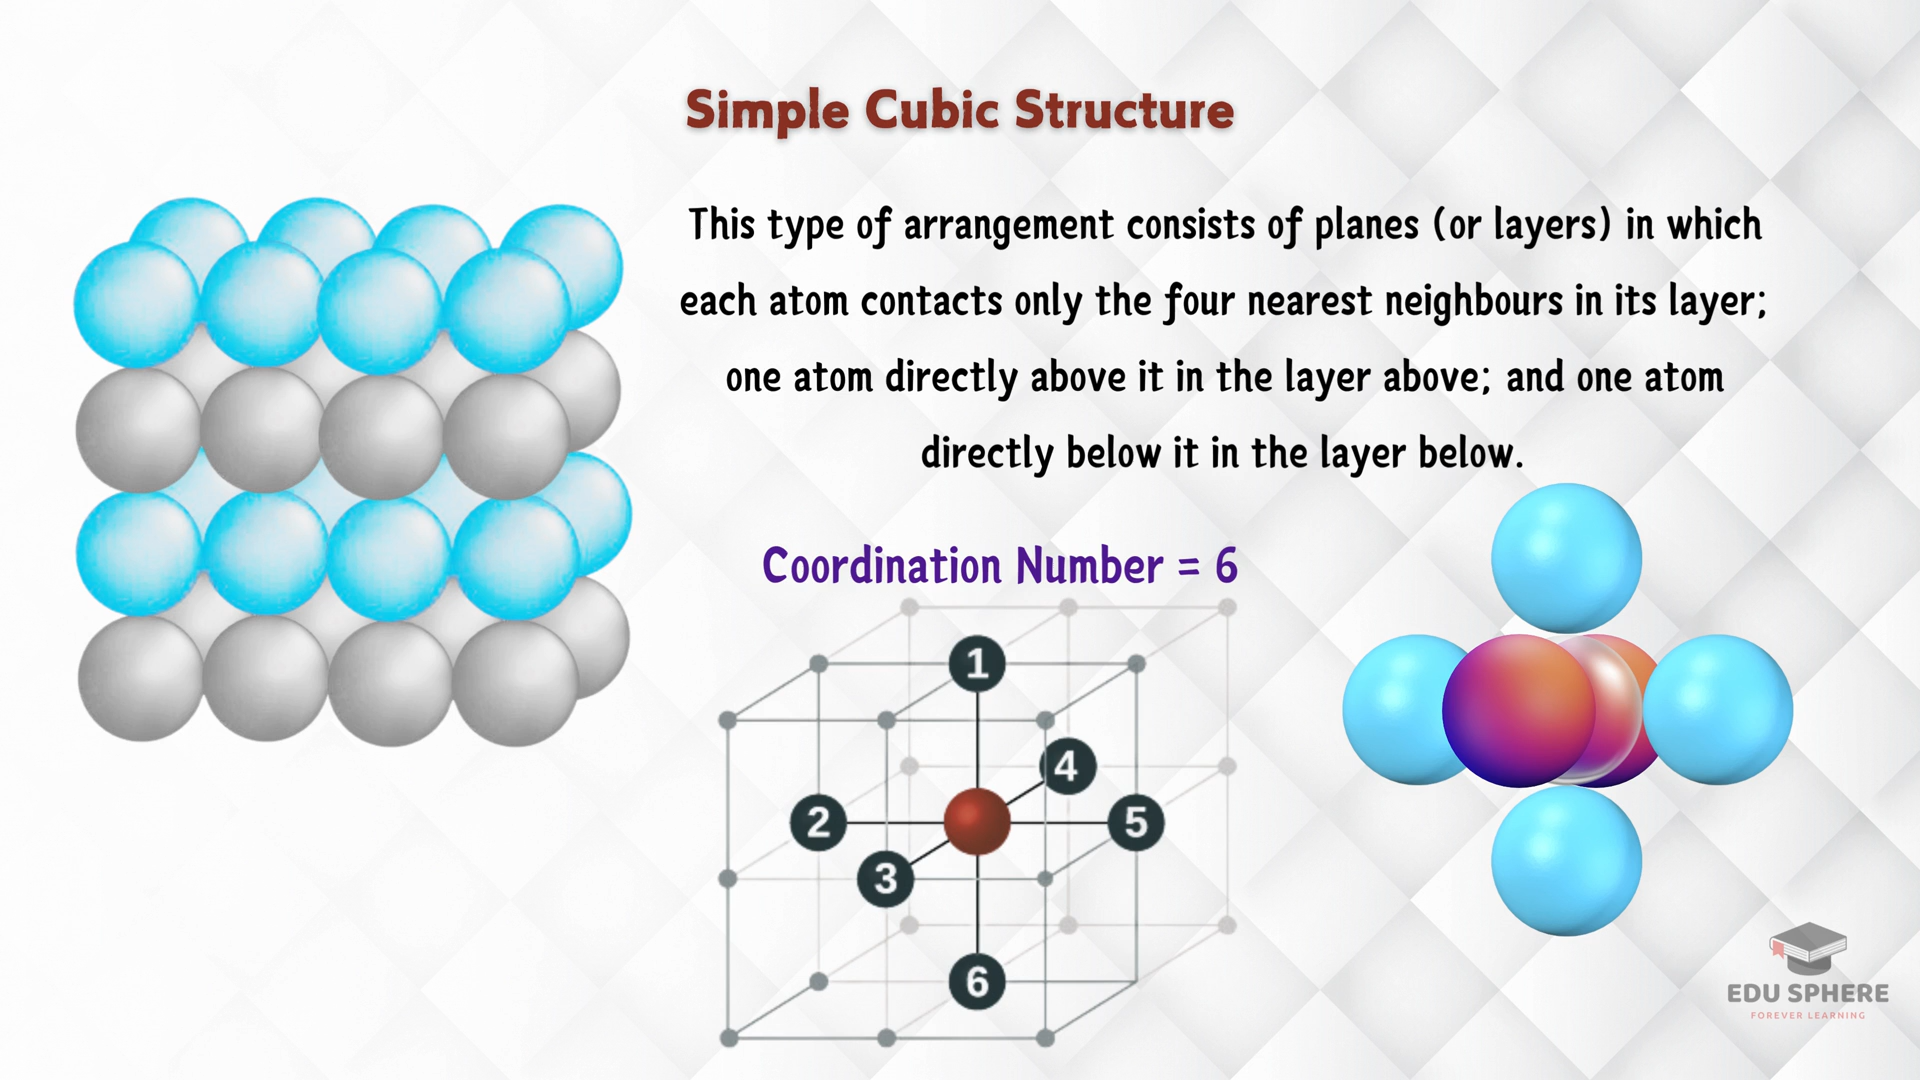 Simple Cubic Structure
This type of arrangement consists of planes (or layers) in which
each atom contacts only the four nearest neighbours in its layer;
one atom directly above it in the layer above; and one atom
directly below it in the layer below.
Coordination Number = 6
1
4
2
5
3
6
EDU SPHERE
FOREVER LEARNING